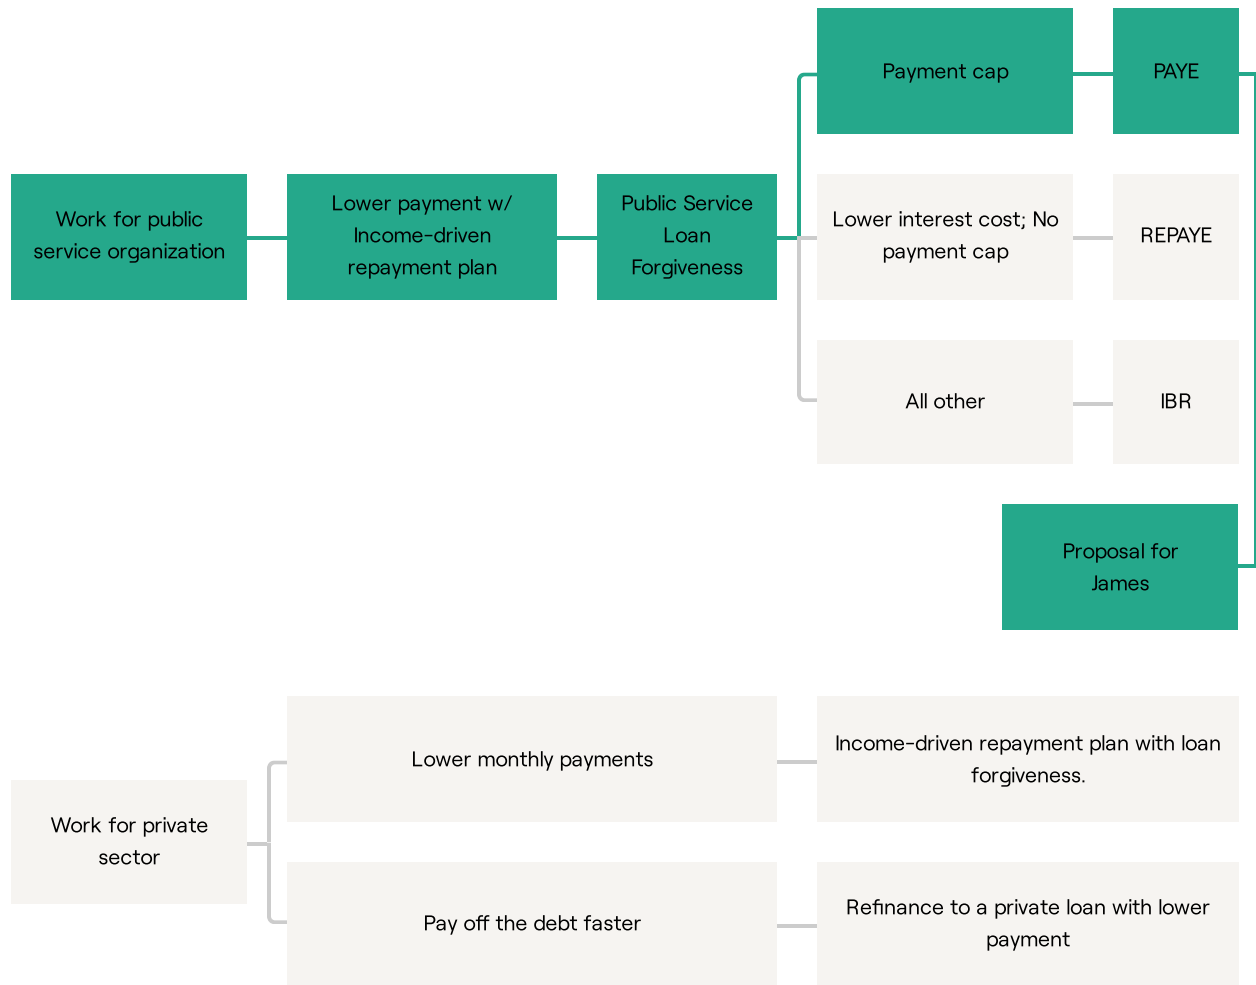 Payment cap
PAYE
Work for public
service organization
Lower payment w/
Income-driven
repayment plan
Public Service
Loan
Forgiveness
Lower interest cost; No
payment cap
REPAYE
All other
IBR
Proposal for
James
Work for private
sector
Lower monthly payments
Income-driven repayment plan with loan
forgiveness.
Pay off the debt faster
Refinance to a private loan with lower
payment